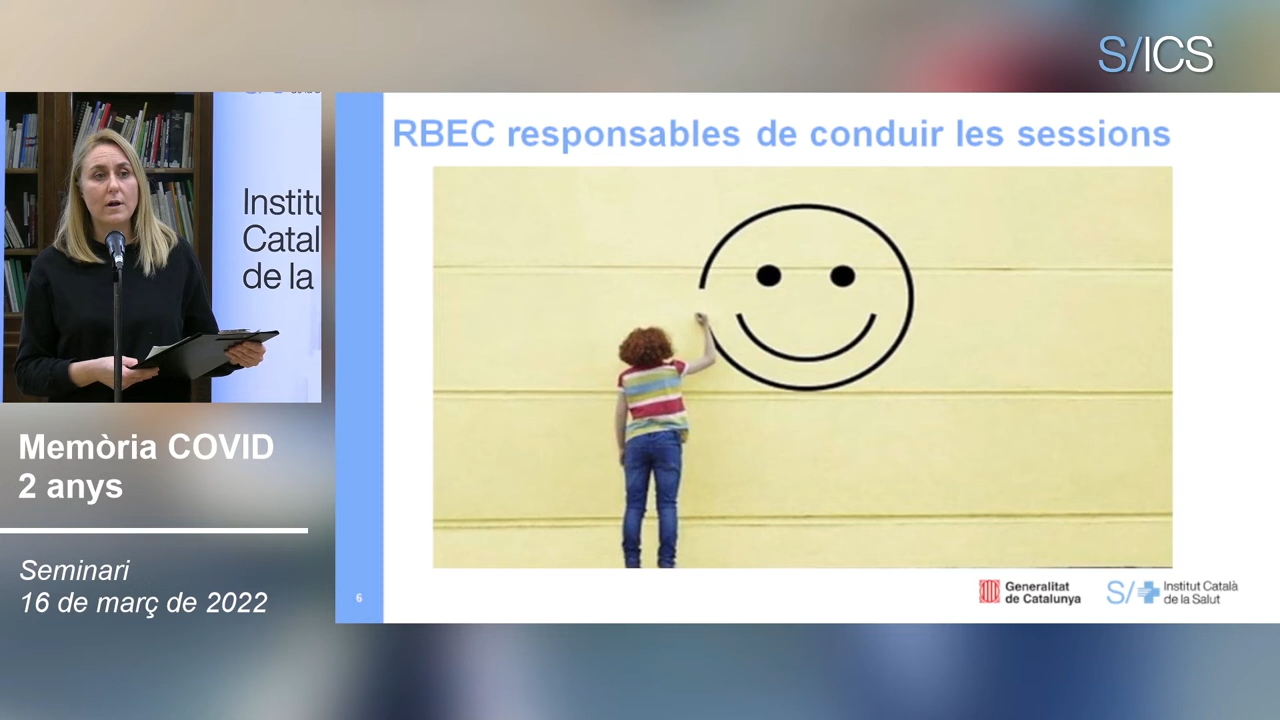 S/ICS
RBEC responsables de conduir les sessions
Institu
Catal
de la
Memòria COVID
2 anys
Seminari
16 de març de 2022
6
Generalitat
de Catalunya
S/
Institut Català
de la Salut